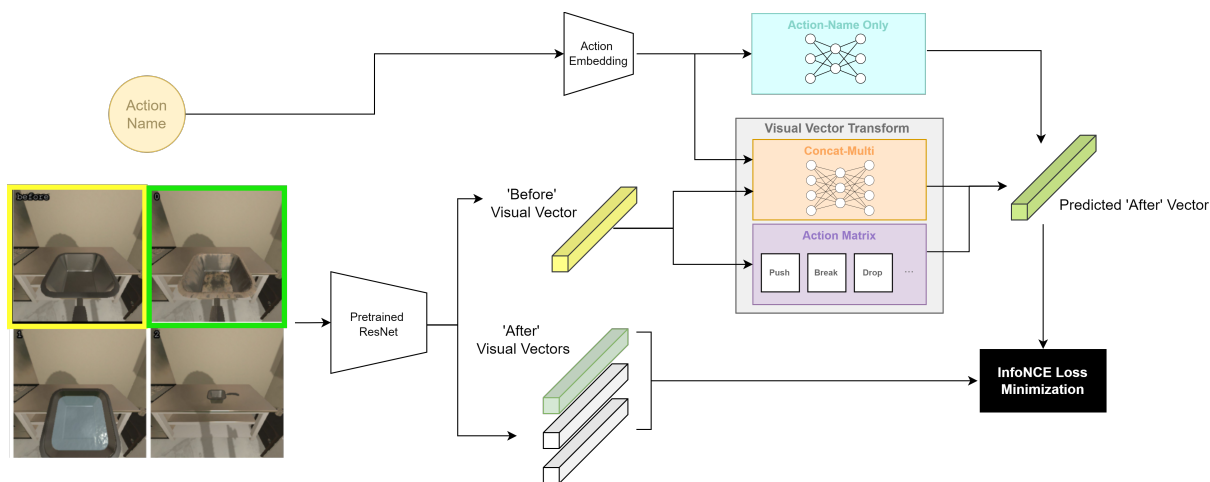 Action
Embedding
Action-Name Only
Action
Name
Visual Vector Transform
Concat-Multi
before
0
'Before'
Visual Vector
Predicted 'After' Vector
Action Matrix
Push
Break
Drop
...
Pretrained
ResNet
1
2
'After'
Visual Vectors
InfoNCE Loss
Minimization